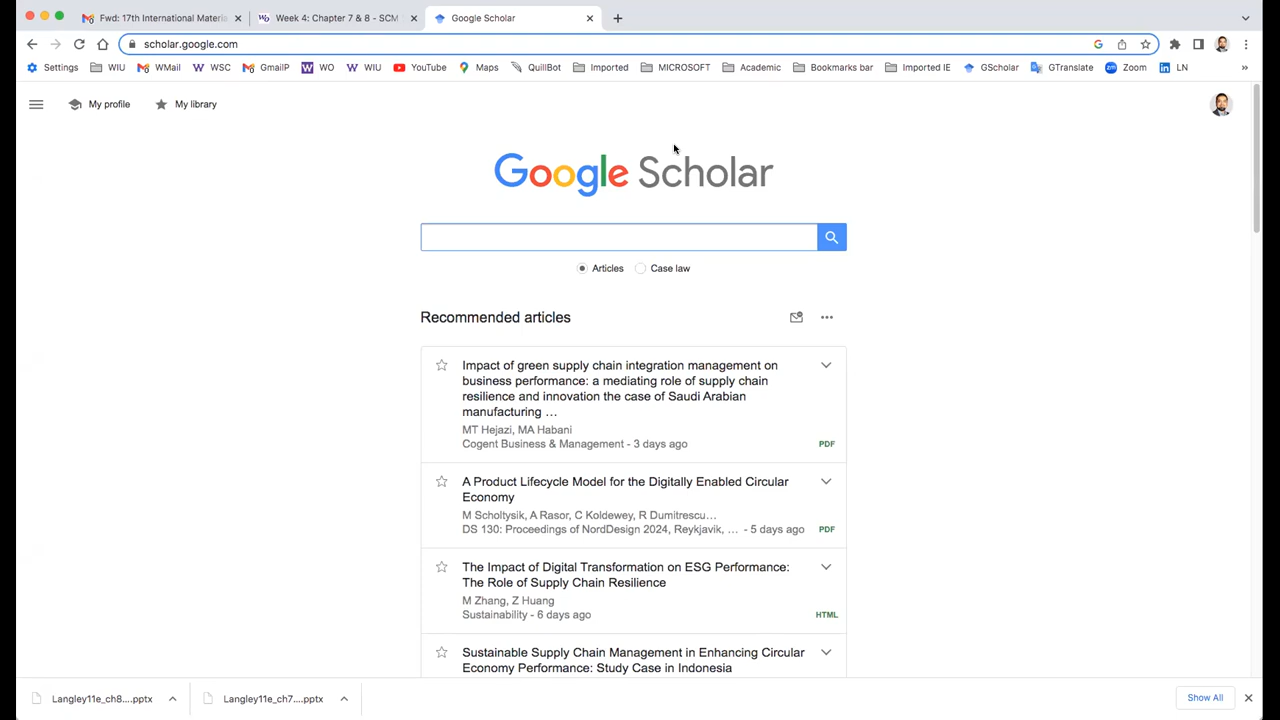 Fwd: 17th International Materia
Week 4: Chapter 7 & 8 - SCM
Google Scholar
scholar.google.com
Settings
WIU
WMail
WSC
GmailP
WO
WIU
YouTube
Maps
QuillBot
Imported
MICROSOFT
Academic
Bookmarks bar
Imported IE
GScholar
GTranslate
Zoom
LN
»
My profile
My library
Google Scholar
Articles
Case law
Recommended articles
Impact of green supply chain integration management on
business performance: a mediating role of supply chain
resilience and innovation the case of Saudi Arabian
manufacturing …
MT Hejazi, MA Habani
Cogent Business & Management - 3 days ago
PDF
A Product Lifecycle Model for the Digitally Enabled Circular
Economy
M Scholtysik, A Rasor, C Koldewey, R Dumitrescu…
DS 130: Proceedings of NordDesign 2024, Reykjavik, … - 5 days ago
PDF
The Impact of Digital Transformation on ESG Performance:
The Role of Supply Chain Resilience
M Zhang, Z Huang
Sustainability - 6 days ago
HTML
Sustainable Supply Chain Management in Enhancing Circular
Economy Performance: Study Case in Indonesia
Langley11e_ch8....pptx
Langley11e_ch7....pptx
Show All